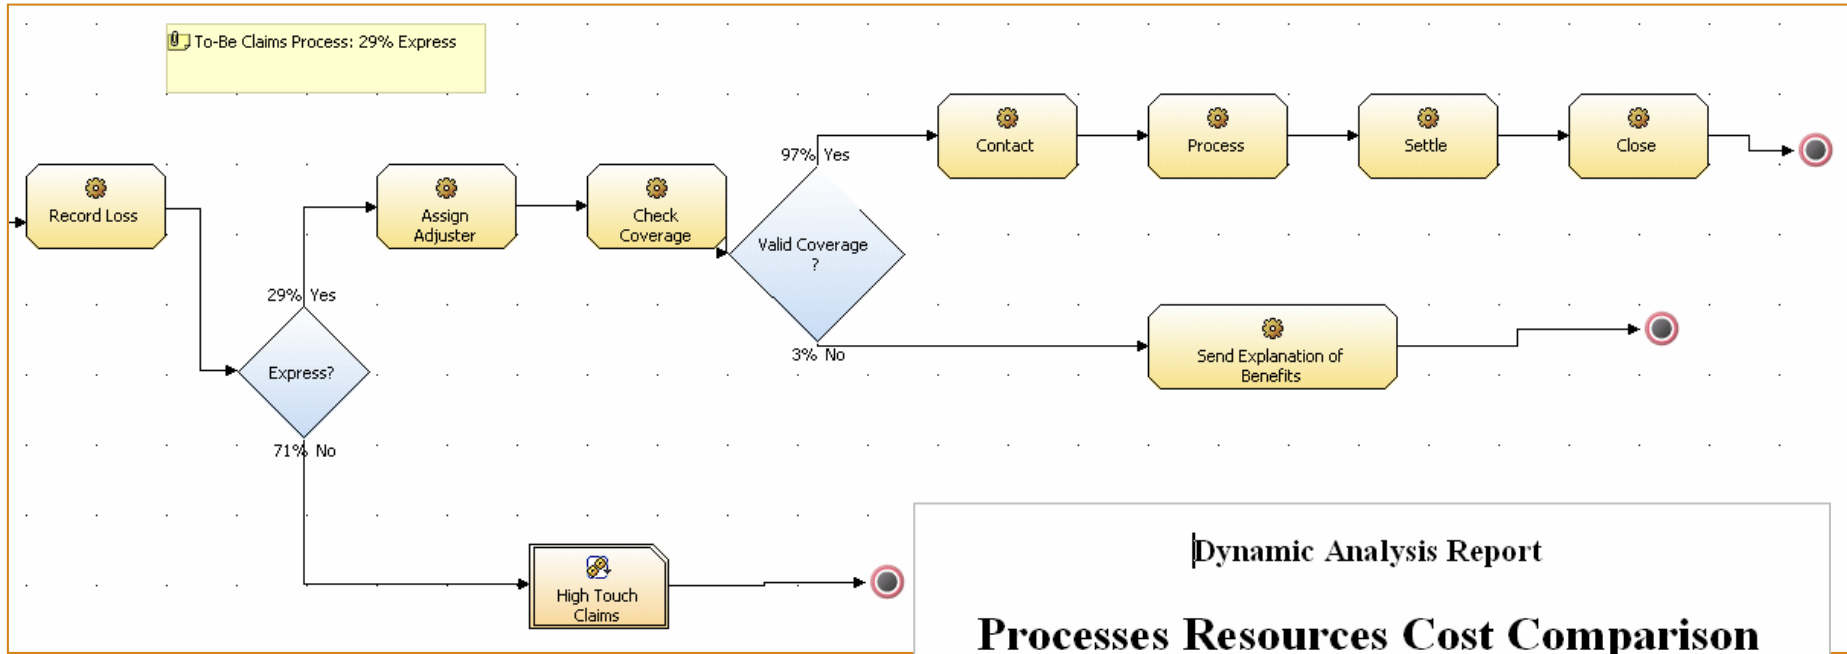 To-Be Claims Process: 29% Express
Record Loss
29% Yes
Express?
71% No
Assign
Adjuster
Check
Coverage
97% Yes
Valid Coverage
?
3% No
Contact
Process
Settle
Close
Send Explanation of
Benefits
High Touch
Claims
Dynamic Analysis Report
Processes Resources Cost Comparison